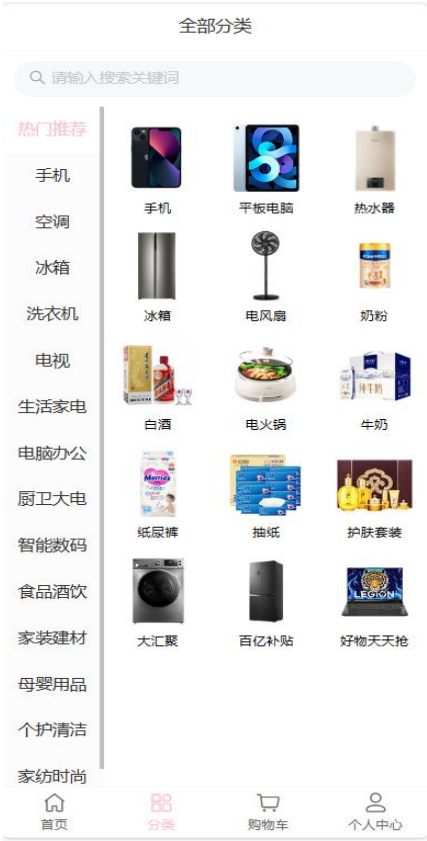 全部分类
请输入搜索关键词
热门推荐
手机
空调
冰箱
洗衣机
电视
生活家电
电脑办公
厨卫大电
智能数码
食品酒饮
家装建材
母婴用品
个护清洁
家纺时尚
手机
平板电脑
热水器
冰箱
电风扇
奶粉
白酒
电火锅
纯牛奶
牛奶
Merries
纸尿裤
抽纸
护肤套装
LEGION
大汇聚
百亿补贴
好物天天抢
首页
分类
购物车
个人中心